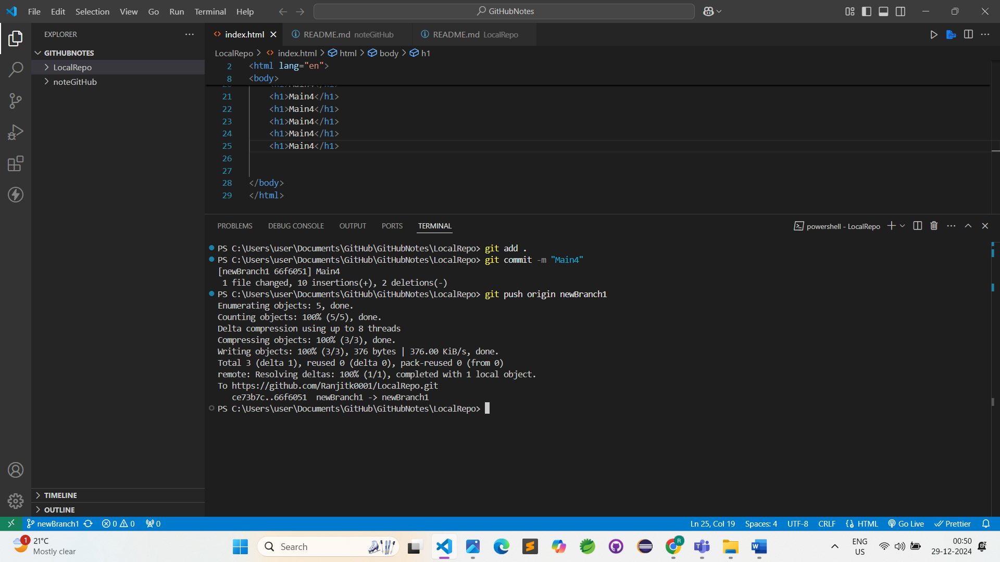 File Edit Selection View Go Run Terminal Help
GitHubNotes
EXPLORER
GITHUBNOTES
LocalRepo
noteGitHub
TIMELINE
OUTLINE
index.html
README.md noteGitHub
README.md LocalRepo
LocalRepo > index.html > html > body > h1
2 <html lang="en">
8 <body>
21 <h1>Main4</h1>
22 <h1>Main4</h1>
23 <h1>Main4</h1>
24 <h1>Main4</h1>
25 <h1>Main4</h1>
26
27
28 </body>
29 </html>
PROBLEMS DEBUG CONSOLE OUTPUT PORTS TERMINAL
powershell - LocalRepo
PS C:\Users\user\Documents\GitHub\GitHubNotes\LocalRepo> git add .
PS C:\Users\user\Documents\GitHub\GitHubNotes\LocalRepo> git commit -m "Main4"
[newBranch1 66f6051] Main4
1 file changed, 10 insertions(+), 2 deletions(-)
PS C:\Users\user\Documents\GitHub\GitHubNotes\LocalRepo> git push origin newBranch1
Enumerating objects: 5, done.
Counting objects: 100% (5/5), done.
Delta compression using up to 8 threads
Compressing objects: 100% (3/3), done.
Writing objects: 100% (3/3), 376 bytes | 376.00 KiB/s, done.
Total 3 (delta 1), reused 0 (delta 0), pack-reused 0 (from 0)
remote: Resolving deltas: 100% (1/1), completed with 1 local object.
To https://github.com/Ranjitk0001/LocalRepo.git
ce73b7c..66f6051  newBranch1 -> newBranch1
PS C:\Users\user\Documents\GitHub\GitHubNotes\LocalRepo>
newBranch1 0 0 0
Ln 25, Col 19 Spaces: 4 UTF-8 CRLF HTML Go Live Prettier
1
21°C
Mostly clear
Search
R
ENG
US
00:50
29-12-2024